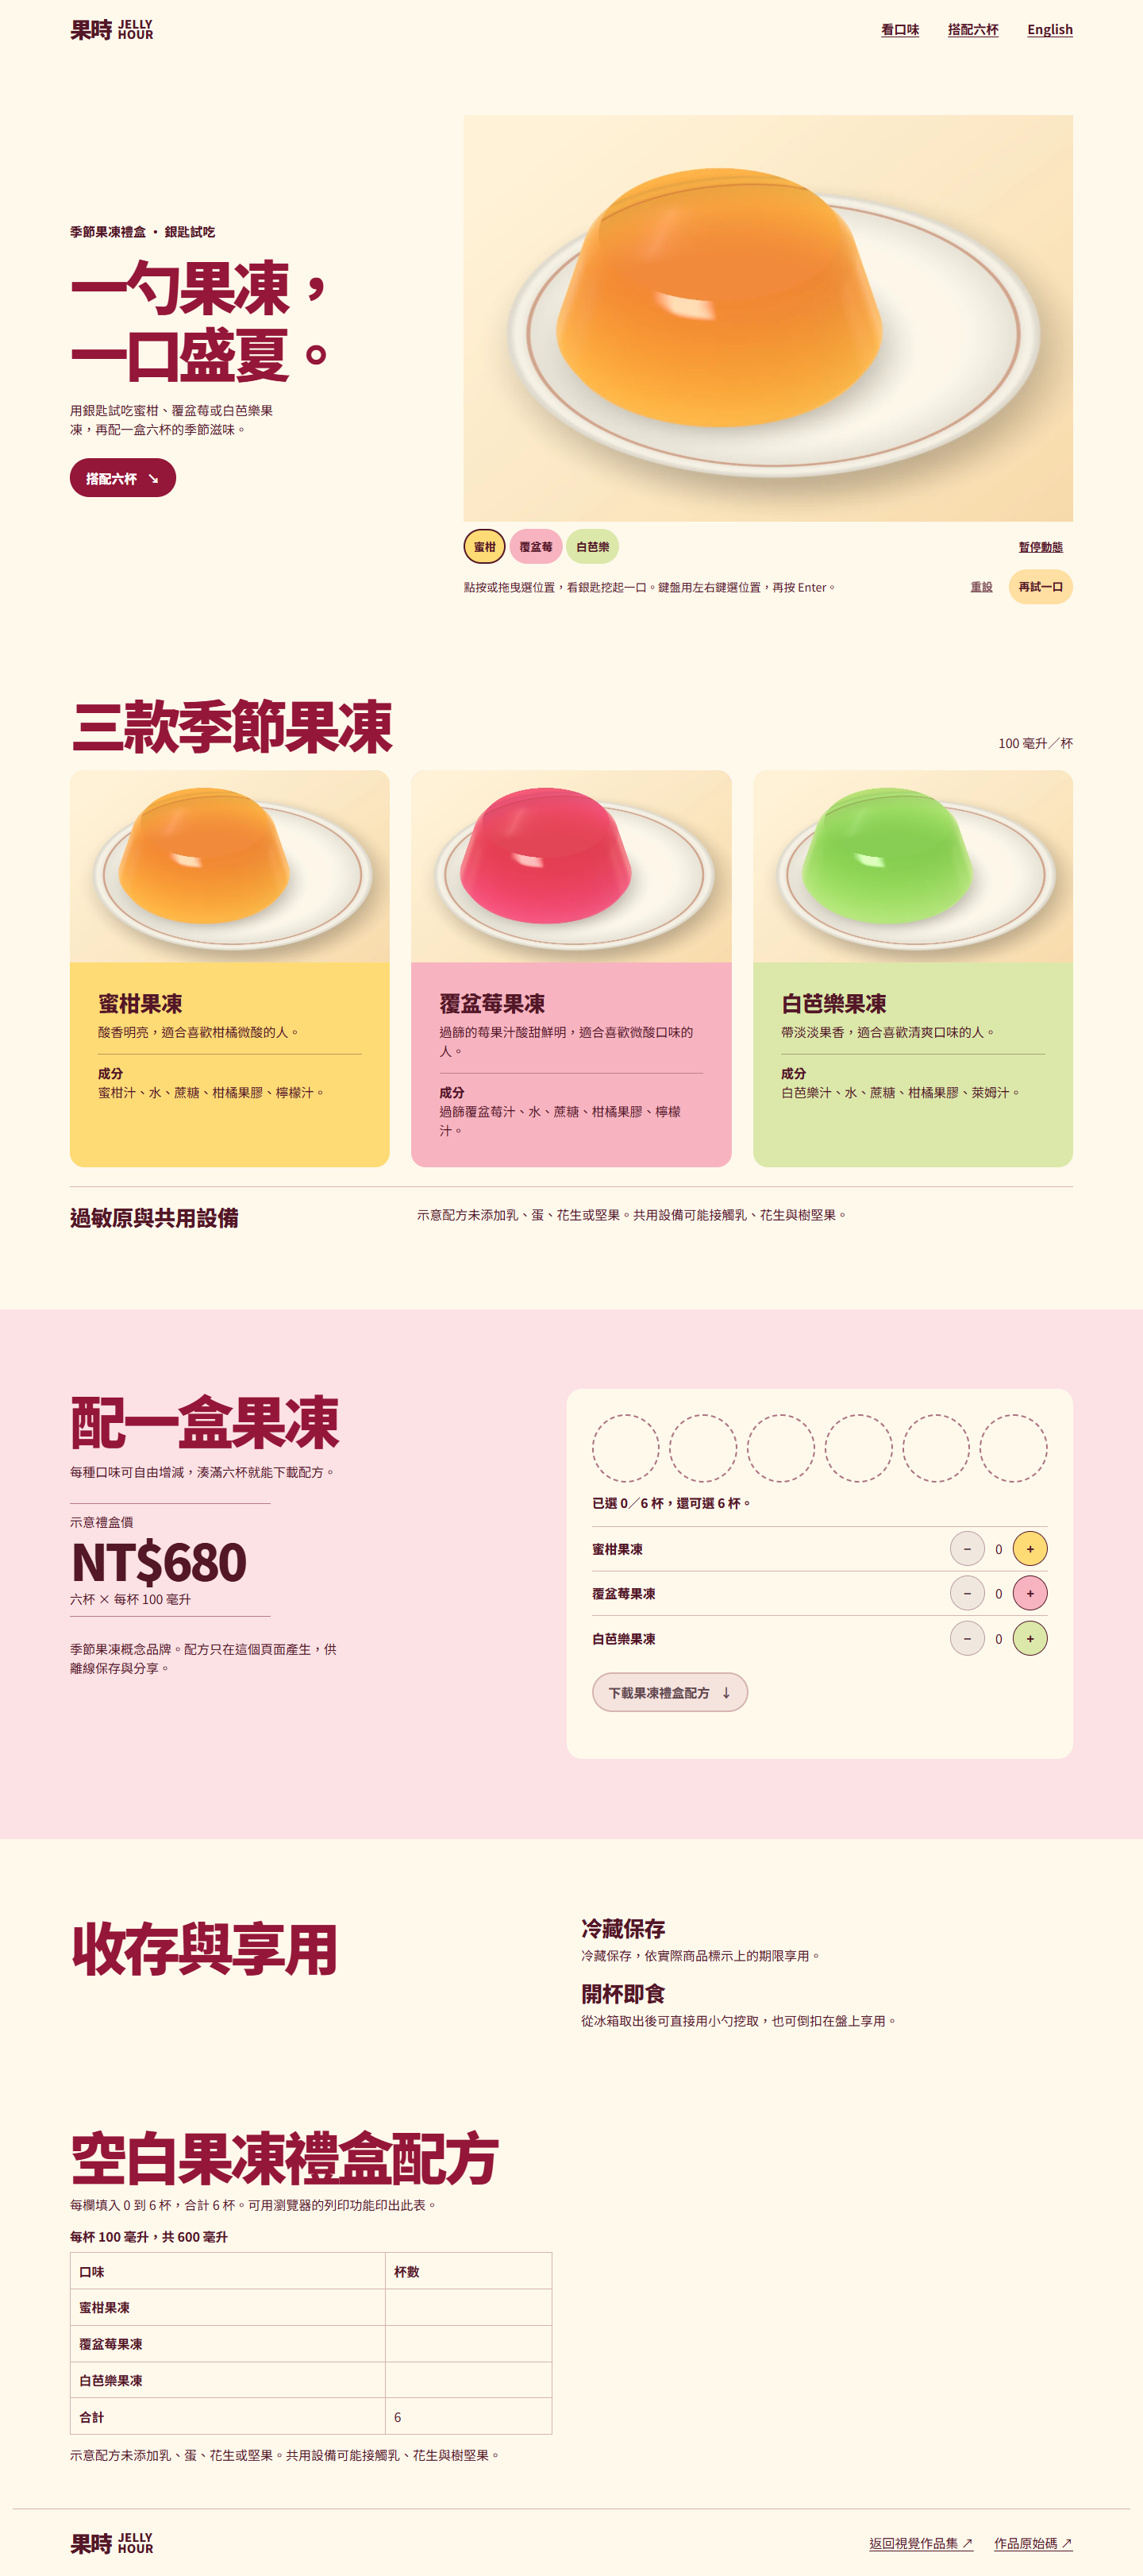 果時 JELLY HOUR
看口味 搭配六杯 English
季節果凍禮盒 · 銀匙試吃
一勺果凍，
一口盛夏。
用銀匙試吃蜜柑、覆盆莓或白芭樂果
凍，再配一盒六杯的季節滋味。
搭配六杯 ↘
蜜柑 覆盆莓 白芭樂 暫停動態
點按或拖曳選位置，看銀匙挖起一口。鍵盤用左右鍵選位置，再按 Enter。 重設 再試一口
三款季節果凍
100 毫升／杯
蜜柑果凍
酸香明亮，適合喜歡柑橘微酸的人。
成分
蜜柑汁、水、蔗糖、柑橘果膠、檸檬汁。
覆盆莓果凍
過篩的莓果汁酸甜鮮明，適合喜歡微酸口味的
人。
成分
過篩覆盆莓汁、水、蔗糖、柑橘果膠、檸檬
汁。
白芭樂果凍
帶淡淡果香，適合喜歡清爽口味的人。
成分
白芭樂汁、水、蔗糖、柑橘果膠、萊姆汁。
過敏原與共用設備
示意配方未添加乳、蛋、花生或堅果。共用設備可能接觸乳、花生與樹堅果。
配一盒果凍
每種口味可自由增減，湊滿六杯就能下載配方。
示意禮盒價
NT$680
六杯 × 每杯 100 毫升
季節果凍概念品牌。配方只在這個頁面產生，供
離線保存與分享。
已選 0／6 杯，還可選 6 杯。
蜜柑果凍 − 0 +
覆盆莓果凍 − 0 +
白芭樂果凍 − 0 +
下載果凍禮盒配方 ↓
收存與享用
冷藏保存
冷藏保存，依實際商品標示上的期限享用。
開杯即食
從冰箱取出後可直接用小勺挖取，也可倒扣在盤上享用。
空白果凍禮盒配方
每欄填入 0 到 6 杯，合計 6 杯。可用瀏覽器的列印功能印出此表。
每杯 100 毫升，共 600 毫升
口味 杯數
蜜柑果凍
覆盆莓果凍
白芭樂果凍
合計 6
示意配方未添加乳、蛋、花生或堅果。共用設備可能接觸乳、花生與樹堅果。
果時 JELLY HOUR
返回視覺作品集 ↗ 作品原始碼 ↗